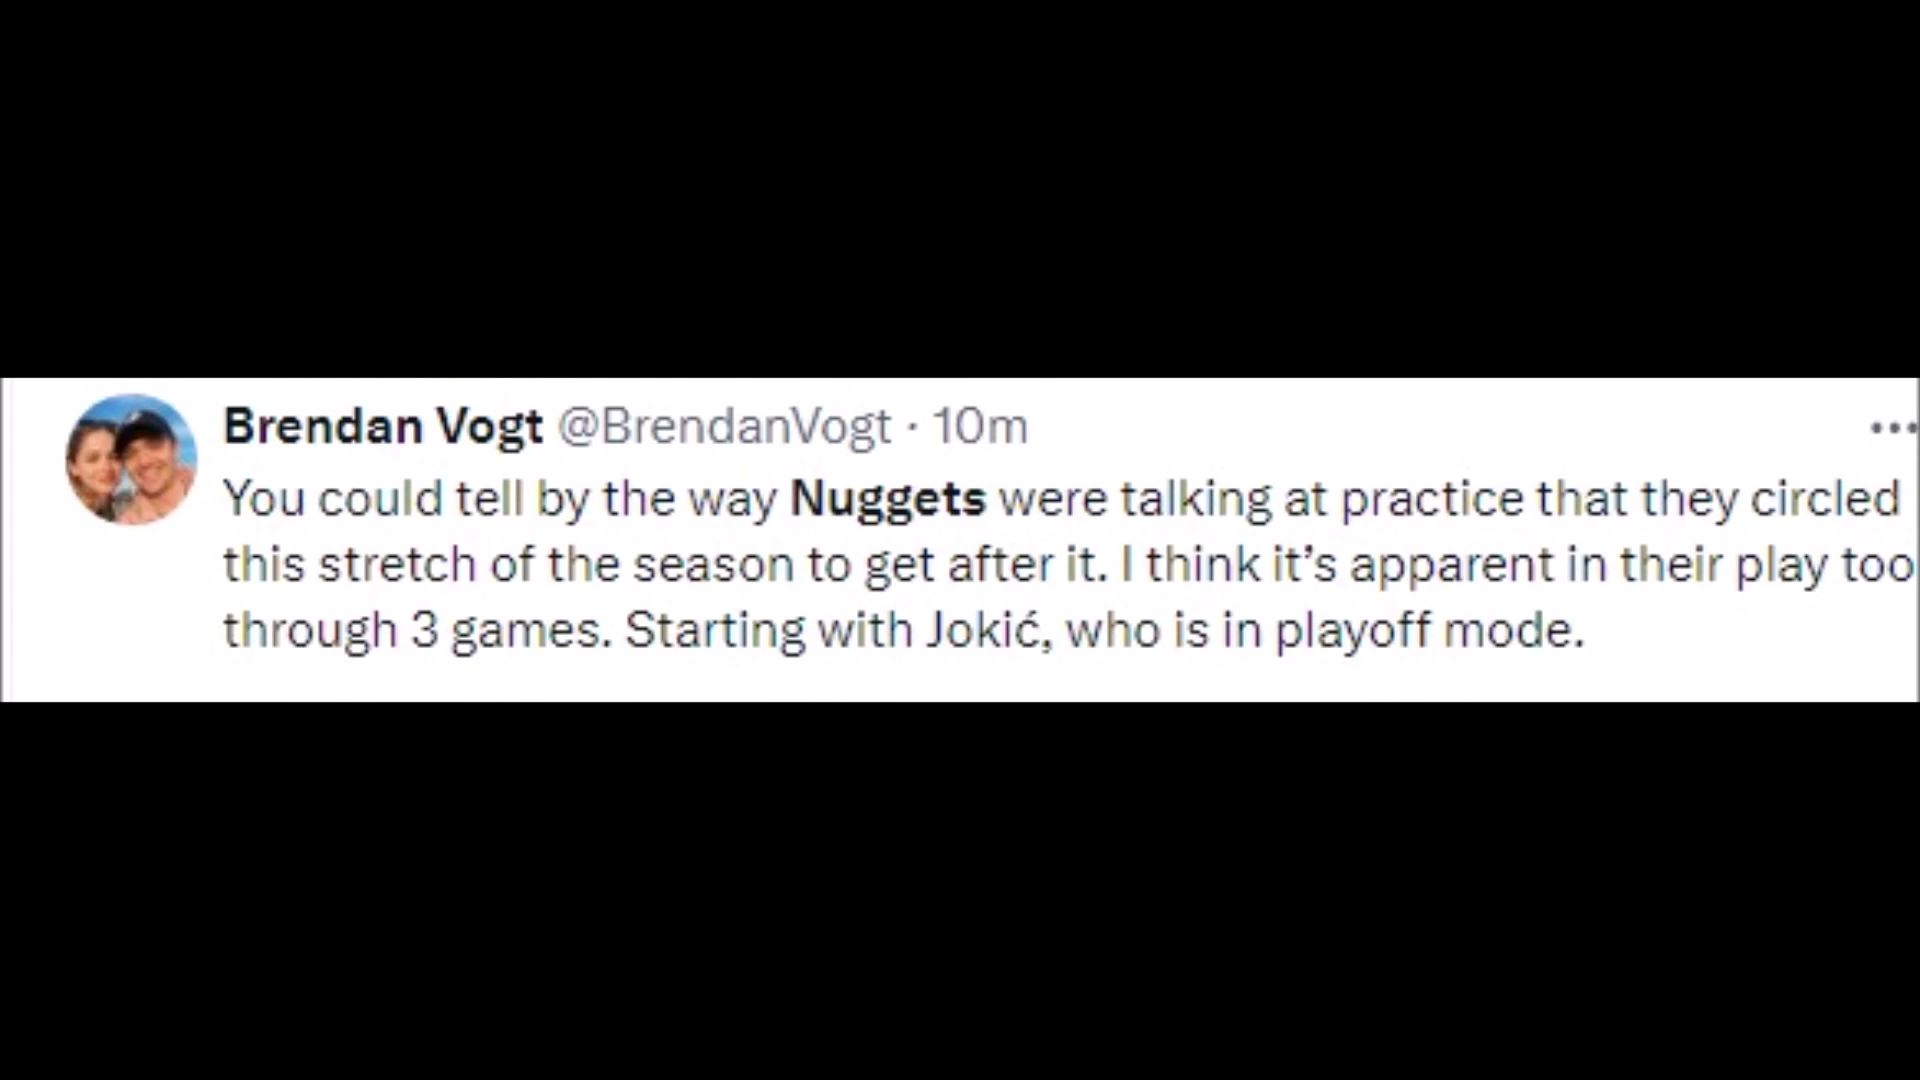 Brendan Vogt @BrendanVogt · 10m
You could tell by the way Nuggets were talking at practice that they circled
this stretch of the season to get after it. I think it’s apparent in their play too
through 3 games. Starting with Jokić, who is in playoff mode.